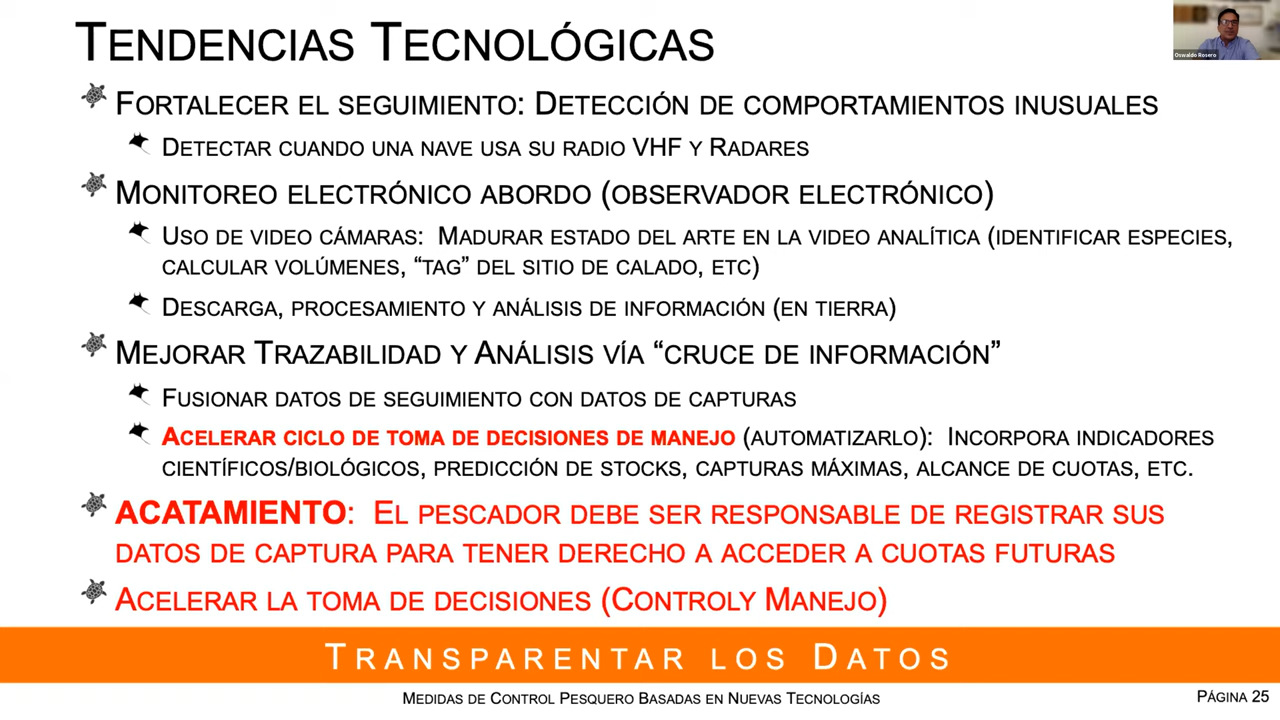 TENDENCIAS TECNOLÓGICAS
Oswaldo Rosero
FORTALECER EL SEGUIMIENTO: DETECCIÓN DE COMPORTAMIENTOS INUSUALES
DETECTAR CUANDO UNA NAVE USA SU RADIO VHF Y RADARES
MONITOREO ELECTRÓNICO ABORDO (OBSERVADOR ELECTRÓNICO)
USO DE VIDEO CÁMARAS: MADURAR ESTADO DEL ARTE EN LA VIDEO ANALÍTICA (IDENTIFICAR ESPECIES,
CALCULAR VOLÚMENES, “TAG” DEL SITIO DE CALADO, ETC)
DESCARGA, PROCESAMIENTO Y ANÁLISIS DE INFORMACIÓN (EN TIERRA)
MEJORAR TRAZABILIDAD Y ANÁLISIS VÍA “CRUCE DE INFORMACIÓN”
FUSIONAR DATOS DE SEGUIMIENTO CON DATOS DE CAPTURAS
ACELERAR CICLO DE TOMA DE DECISIONES DE MANEJO (AUTOMATIZARLO): INCORPORA INDICADORES
CIENTÍFICOS/BIOLÓGICOS, PREDICCIÓN DE STOCKS, CAPTURAS MÁXIMAS, ALCANCE DE CUOTAS, ETC.
ACATAMIENTO: EL PESCADOR DEBE SER RESPONSABLE DE REGISTRAR SUS
DATOS DE CAPTURA PARA TENER DERECHO A ACCEDER A CUOTAS FUTURAS
ACELERAR LA TOMA DE DECISIONES (CONTROLY MANEJO)
TRANSPARENTAR LOS DATOS
MEDIDAS DE CONTROL PESQUERO BASADAS EN NUEVAS TECNOLOGÍAS
PÁGINA 25